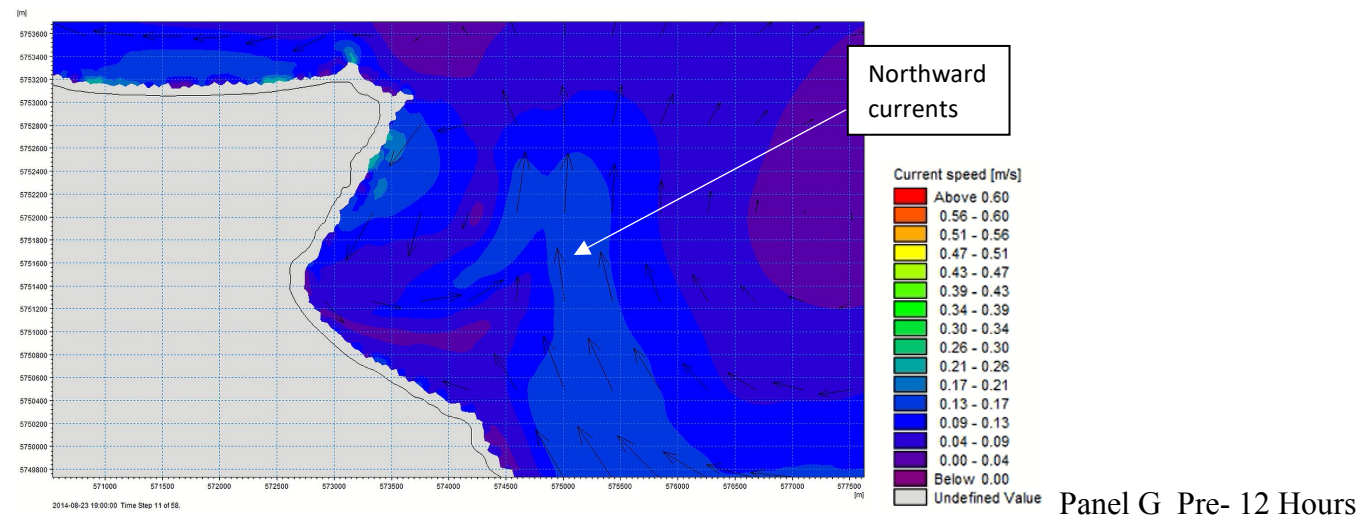 [m]
5753600
5753400
5753200
5753000
5752800
5752600
5752400
5752200
5752000
5751800
5751600
5751400
5751200
5751000
5750800
5750600
5750400
5750200
5750000
5749800
571000 571500 572000 572500 573000 573500 574000 574500 575000 575500 576000 576500 577000 577500
[m]
2014-08-23 19:00:00 Time Step 11 of 58.
Northward
currents
Current speed [m/s]
Above 0.60
0.56 - 0.60
0.51 - 0.56
0.47 - 0.51
0.43 - 0.47
0.39 - 0.43
0.34 - 0.39
0.30 - 0.34
0.26 - 0.30
0.21 - 0.26
0.17 - 0.21
0.13 - 0.17
0.09 - 0.13
0.04 - 0.09
0.00 - 0.04
Below 0.00
Undefined Value
Panel G Pre- 12 Hours